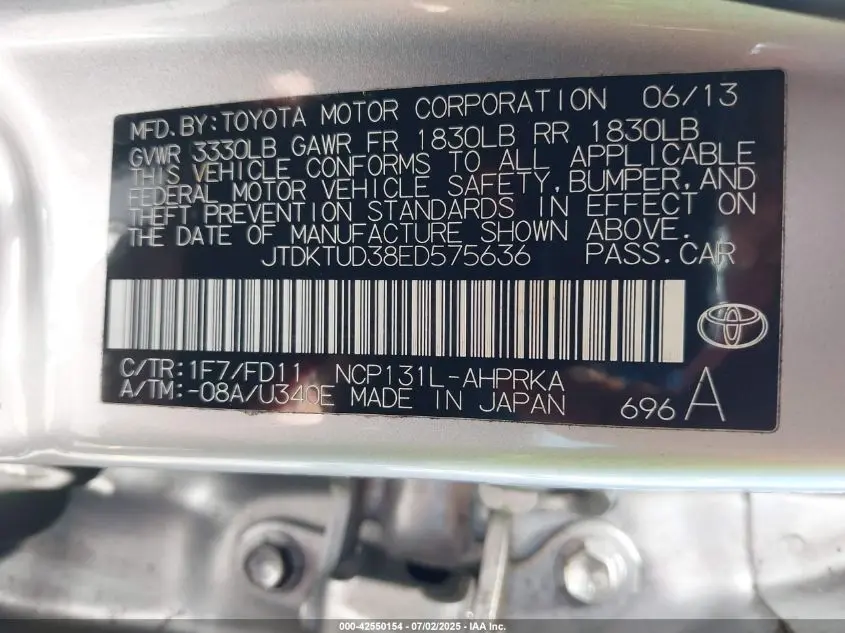 MFD.BY:TOYOTA MOTOR CORPORATION 06/13
GVWR 3330LB GAWR FR 1830LB RR 1830LB
THIS VEHICLE CONFORMS TO ALL APPLICABLE
FEDERAL MOTOR VEHICLE SAFETY,BUMPER,AND
THEFT PREVENTION STANDARDS IN EFFECT ON
THE DATE OF MANUFACTURE SHOWN ABOVE.
JTDKTUD38ED575636 PASS.CAR
C/TR:1F7/FD11 NCP131L-AHPRKA
A/TM:-08A/U340E MADE IN JAPAN
696 A
000-42550154 - 07/02/2025 - IAA Inc.